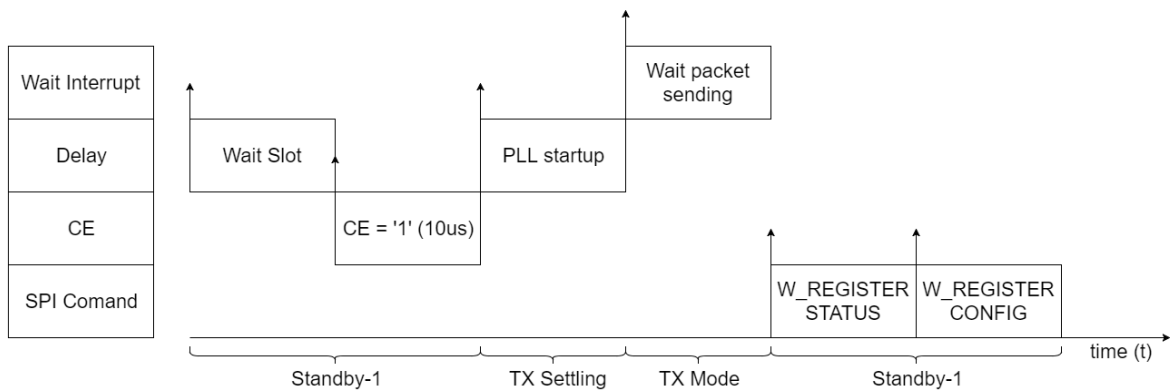 Wait Interrupt
Delay
CE
SPI Comand
Wait Slot
CE = '1' (10us)
PLL startup
Wait packet
sending
W_REGISTER
STATUS
W_REGISTER
CONFIG
time (t)
Standby-1
TX Settling
TX Mode
Standby-1